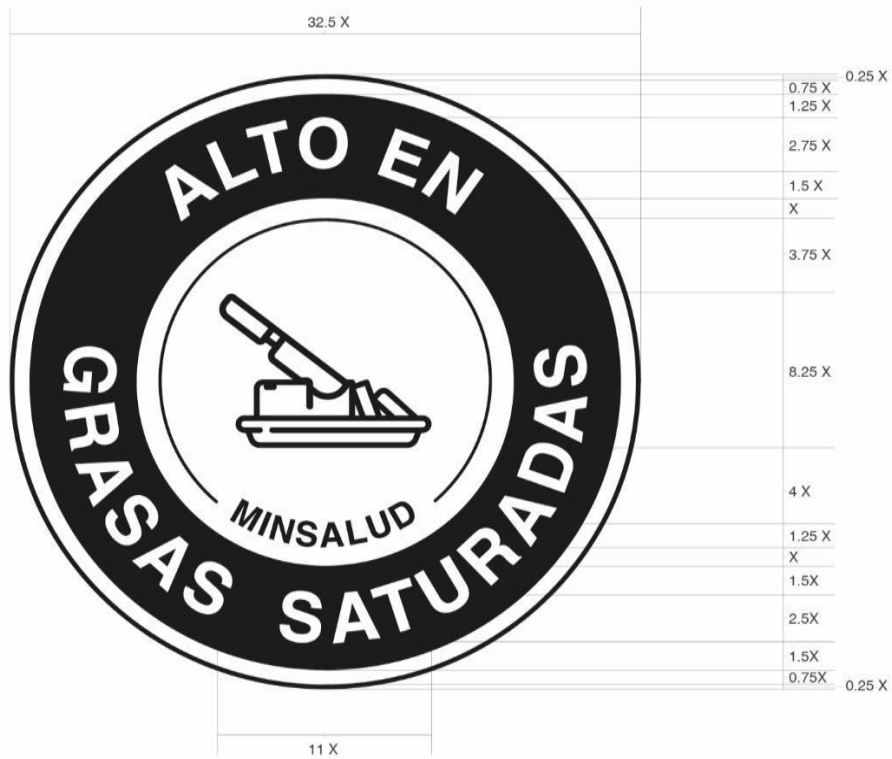 32.5 X
0.25 X
0.75 X
1.25 X
2.75 X
1.5 X
X
3.75 X
8.25 X
4 X
1.25 X
X
1.5X
2.5X
1.5X
0.75X
0.25 X
11 X
ALTO EN
GRASAS SATURADAS
MINSALUD